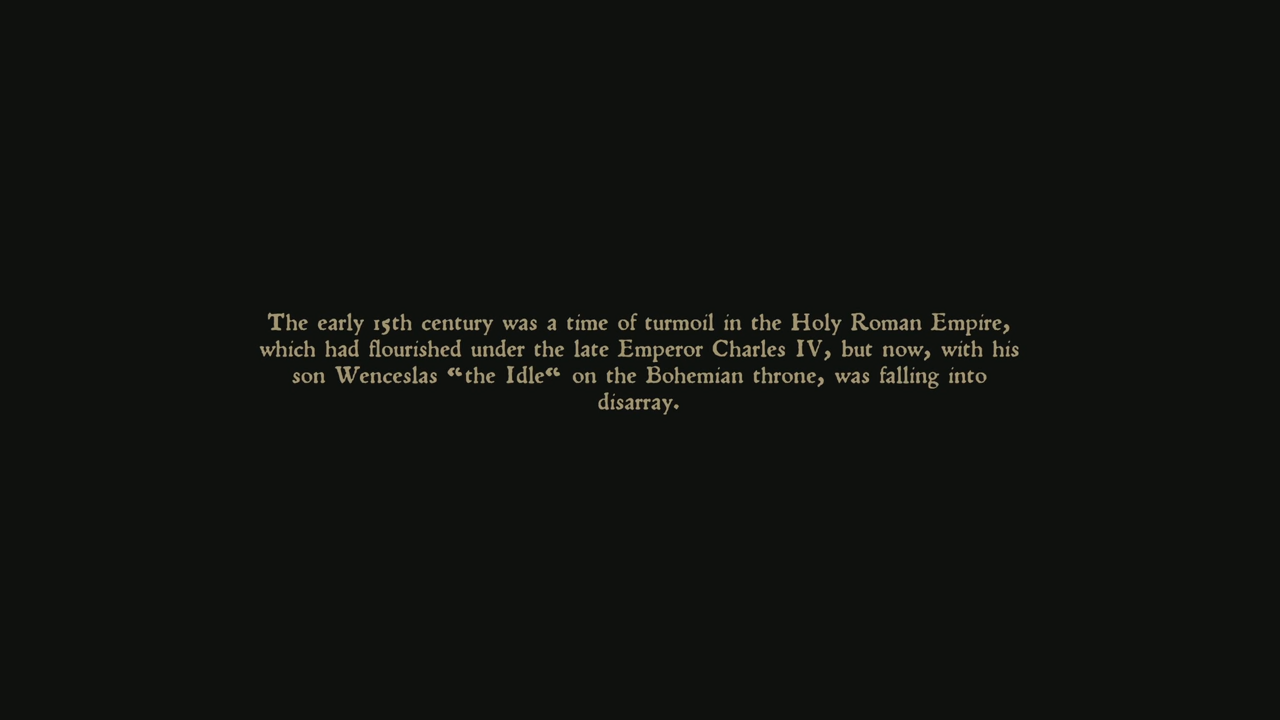 The early 15th century was a time of turmoil in the Holy Roman Empire,
which had flourished under the late Emperor Charles IV, but now, with his
son Wenceslas “the Idle“ on the Bohemian throne, was falling into
disarray.